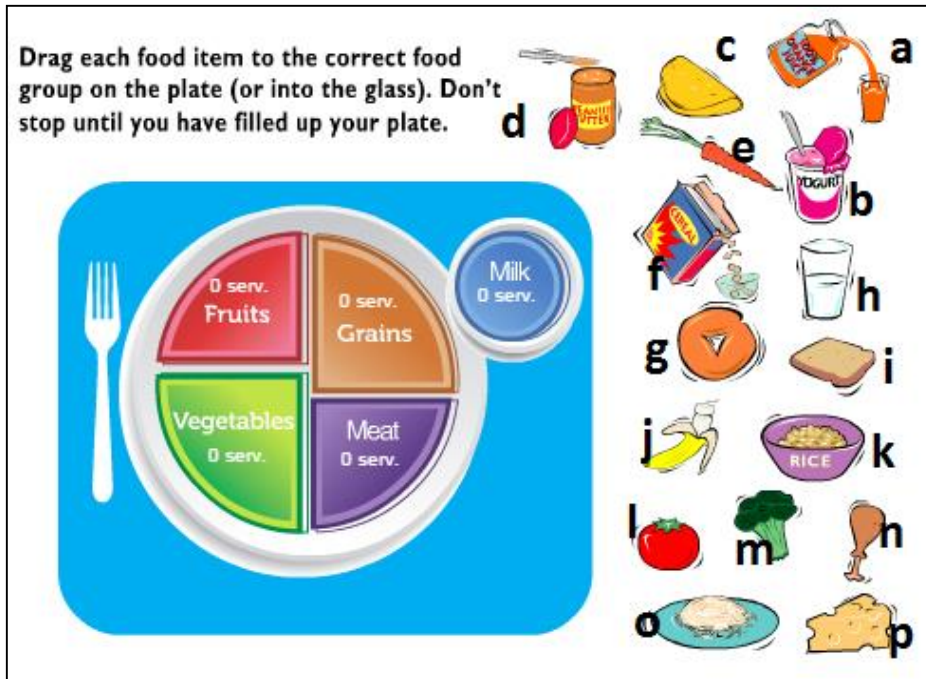 Drag each food item to the correct food
group on the plate (or into the glass). Don't
stop until you have filled up your plate.
c
a
d
PEANUT
BUTTER
e
YOGURT
b
CEREAL
f
h
g
i
j
RICE
k
l
m
n
o
p
0 serv.
Fruits
0 serv.
Grains
Milk
0 serv.
Vegetables
0 serv.
Meat
0 serv.